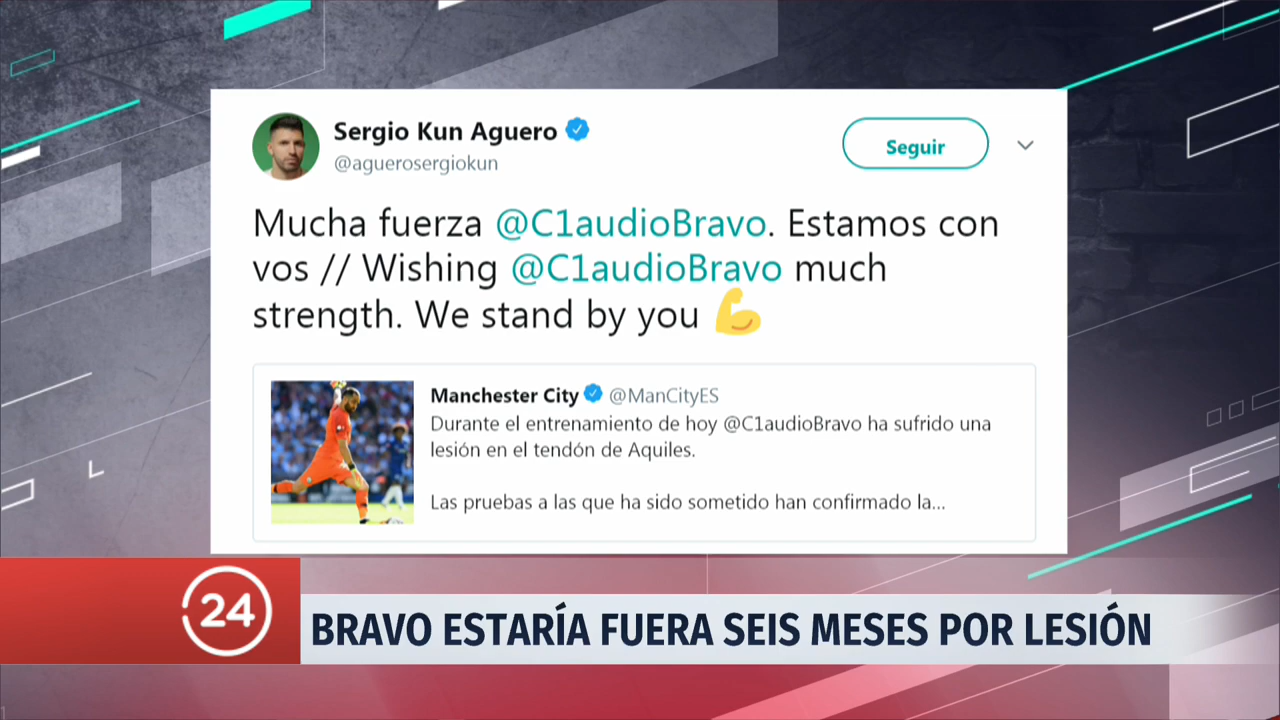 Sergio Kun Aguero
@aguerosergiokun
Seguir
Mucha fuerza @C1audioBravo. Estamos con
vos // Wishing @C1audioBravo much
strength. We stand by you 💪
Manchester City @ManCityES
Durante el entrenamiento de hoy @C1audioBravo ha sufrido una
lesión en el tendón de Aquiles.
Las pruebas a las que ha sido sometido han confirmado la...
24
BRAVO ESTARÍA FUERA SEIS MESES POR LESIÓN